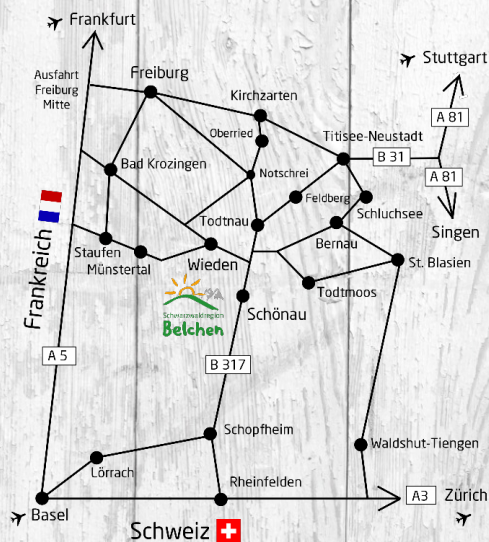 Frankfurt
Stuttgart
Ausfahrt
Freiburg
Mitte
Freiburg
Kirchzarten
A 81
Oberried
Titisee-Neustadt
B 31
Bad Krozingen
Notschrei
A 81
Feldberg
Schluchsee
Frankreich
Todtnau
Singen
Bernau
Staufen
Wieden
Münstertal
St. Blasien
Todtmoos
Schwarzwaldregion
Belchen
Schönau
A 5
B 317
Schopfheim
Waldshut-Tiengen
Lörrach
Rheinfelden
A3
Zürich
Basel
Schweiz